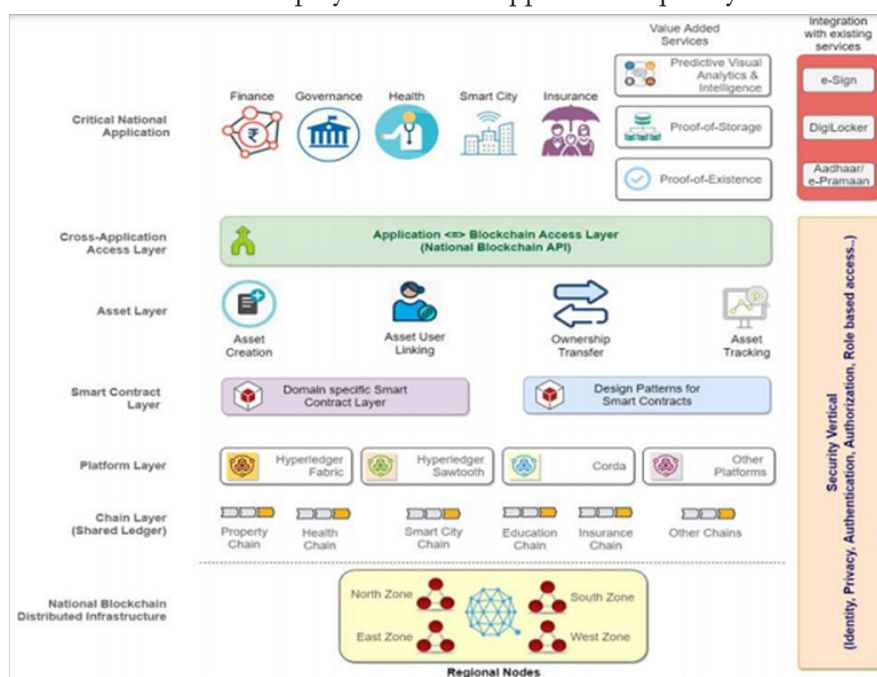 Value Added
Services
Integration
with existing
services
Critical National
Application
Finance
Governance
Health
Smart City
Insurance
Predictive Visual
Analytics &
Intelligence
Proof-of-Storage
Proof-of-Existence
e-Sign
DigiLocker
Aadhaar/
e-Pramaan
Cross-Application
Access Layer
Application <=> Blockchain Access Layer
(National Blockchain API)
Asset Layer
Asset
Creation
Asset User
Linking
Ownership
Transfer
Asset
Tracking
Smart Contract
Layer
Domain specific Smart
Contract Layer
Design Patterns for
Smart Contracts
Platform Layer
Hyperledger
Fabric
Hyperledger
Sawtooth
Corda
Other
Platforms
Chain Layer
(Shared Ledger)
Property
Chain
Health
Chain
Smart City
Chain
Education
Chain
Insurance
Chain
Other Chains
National Blockchain
Distributed Infrastructure
North Zone
South Zone
East Zone
West Zone
Regional Nodes
Security Vertical
(Identity, Privacy, Authentication, Authorization, Role based access..)